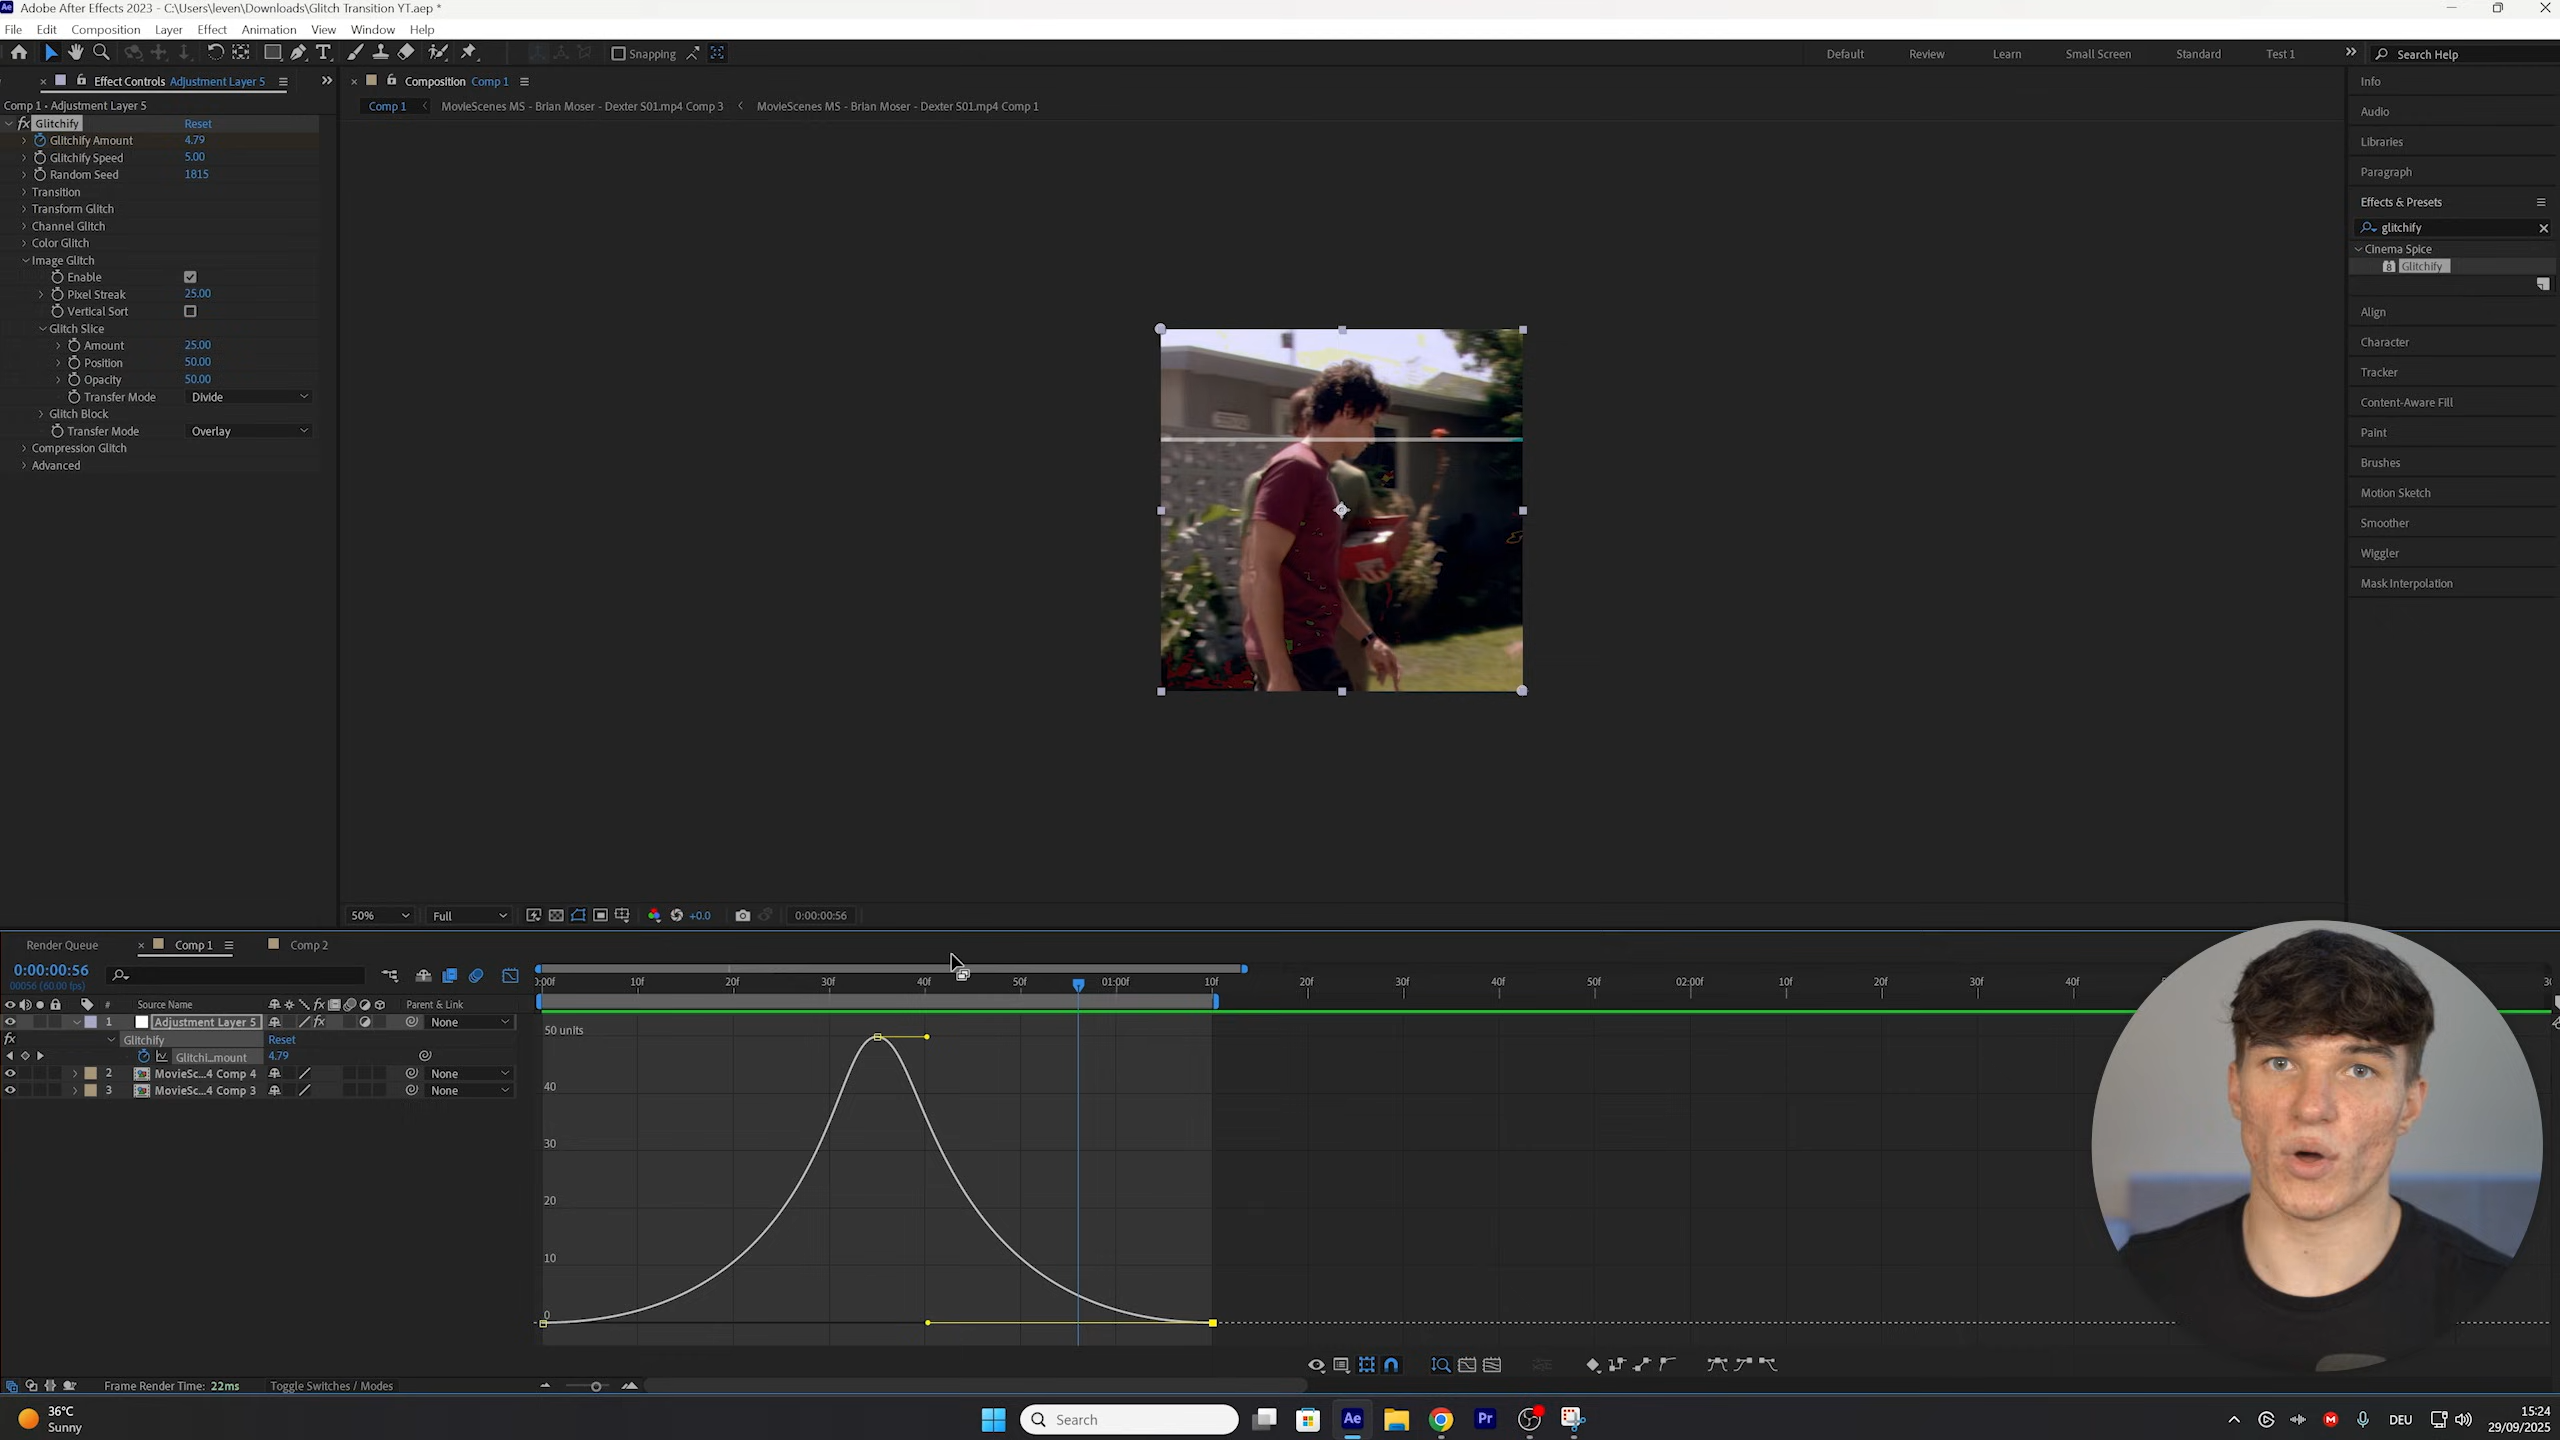 Adobe After Effects 2023 - C:\Users\leven\Downloads\Glitch Transition YT.aep *
File Edit Composition Layer Effect Animation View Window Help
Snapping
Default Review Learn Small Screen Standard Test 1 Search Help
Effect Controls Adjustment Layer 5
Comp 1 - Adjustment Layer 5
fx Glitchify Reset
Glitchify Amount 4.79
Glitchify Speed 5.00
Random Seed 1815
Transition
Transform Glitch
Channel Glitch
Color Glitch
Image Glitch
Enable
Pixel Streak 25.00
Vertical Sort
Glitch Slice
Amount 25.00
Position 50.00
Opacity 50.00
Transfer Mode Divide
Glitch Block
Transfer Mode Overlay
Compression Glitch
Advanced
Composition Comp 1
Comp 1 MovieScenes MS - Brian Moser - Dexter S01.mp4 Comp 3 MovieScenes MS - Brian Moser - Dexter S01.mp4 Comp 1
50% Full +0.0 0:00:00:56
Info
Audio
Libraries
Paragraph
Effects & Presets
glitchify
Cinema Spice
Glitchify
Align
Character
Tracker
Content-Aware Fill
Paint
Brushes
Motion Sketch
Smoother
Wiggler
Mask Interpolation
Render Queue Comp 1 Comp 2
0:00:00:56
00056 (60.00 fps)
# Source Name Parent & Link
1 Adjustment Layer 5 fx None
fx Glitchify Reset
Glitchi...mount 4.79
2 MovieSc...4 Comp 4 None
3 MovieSc...4 Comp 3 None
0:00f 10f 20f 30f 40f 50f 01:00f 10f 20f 30f 40f 50f 02:00f 10f 20f 30f 40f
50 units
40
30
20
10
0
Frame Render Time: 22ms Toggle Switches / Modes
36°C
Sunny
Search
Ae
Pr
DEU
15:24
29/09/2025